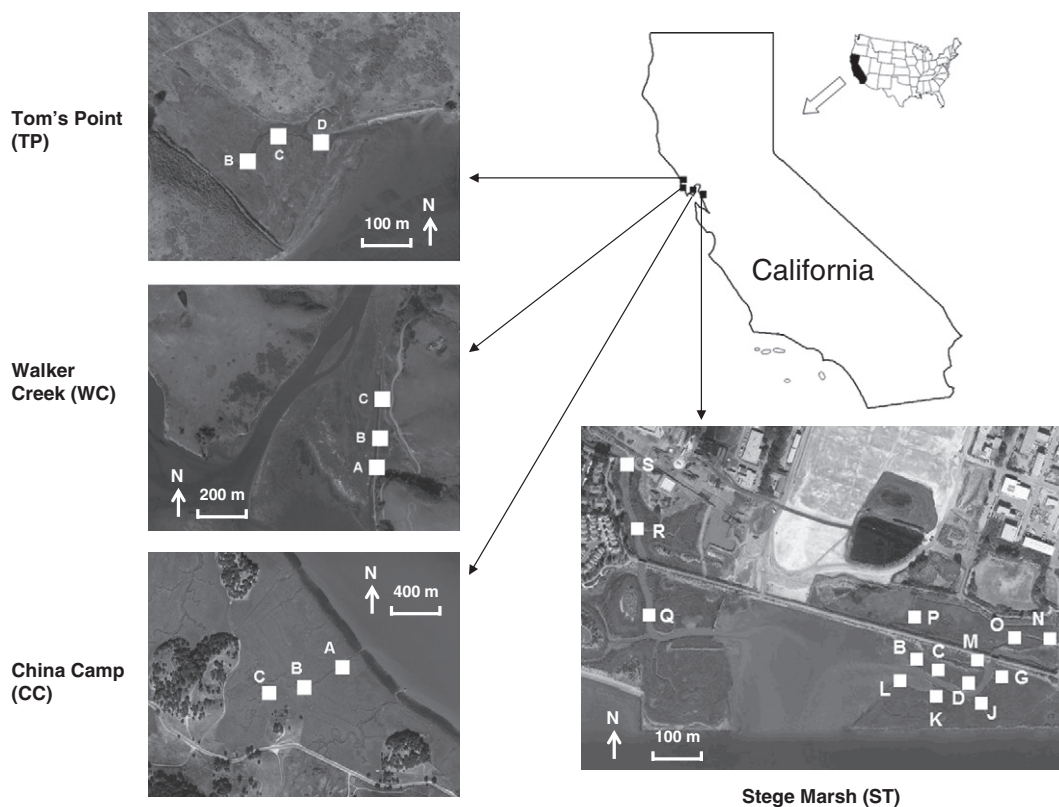 Tom's Point
(TP)
D
C
B
N
100 m
California
Walker
Creek (WC)
C
B
A
N
200 m
China Camp
(CC)
N
400 m
A
B
C
S
R
Q
P
O
N
M
B
C
G
L
D
K
J
N
100 m
Stege Marsh (ST)